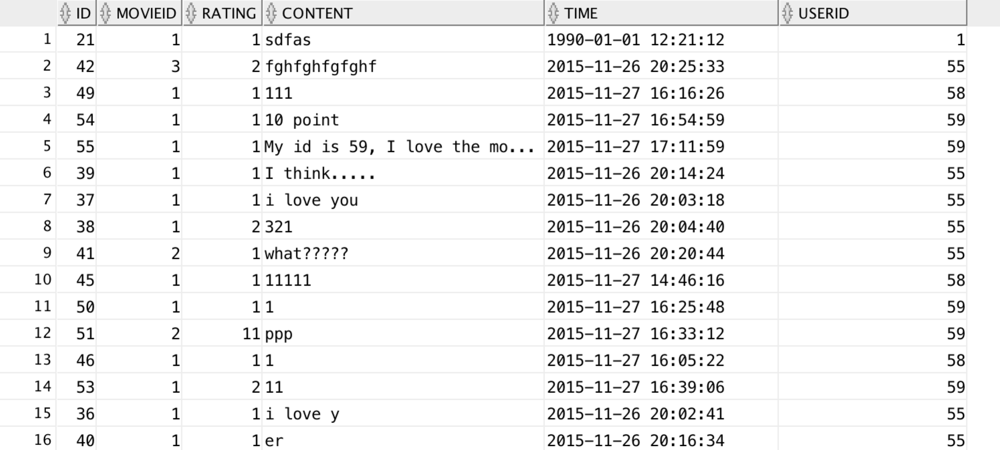 ID MOVIEID RATING CONTENT TIME USERID
1 21 1 1 sdfas 1990-01-01 12:21:12 1
2 42 3 2 fghfghfgfghf 2015-11-26 20:25:33 55
3 49 1 1 111 2015-11-27 16:16:26 58
4 54 1 1 10 point 2015-11-27 16:54:59 59
5 55 1 1 My id is 59, I love the mo... 2015-11-27 17:11:59 59
6 39 1 1 I think..... 2015-11-26 20:14:24 55
7 37 1 1 i love you 2015-11-26 20:03:18 55
8 38 1 2 321 2015-11-26 20:04:40 55
9 41 2 1 what????? 2015-11-26 20:20:44 55
10 45 1 1 11111 2015-11-27 14:46:16 58
11 50 1 1 1 2015-11-27 16:25:48 59
12 51 2 11 ppp 2015-11-27 16:33:12 59
13 46 1 1 1 2015-11-27 16:05:22 58
14 53 1 2 11 2015-11-27 16:39:06 59
15 36 1 1 i love y 2015-11-26 20:02:41 55
16 40 1 1 er 2015-11-26 20:16:34 55